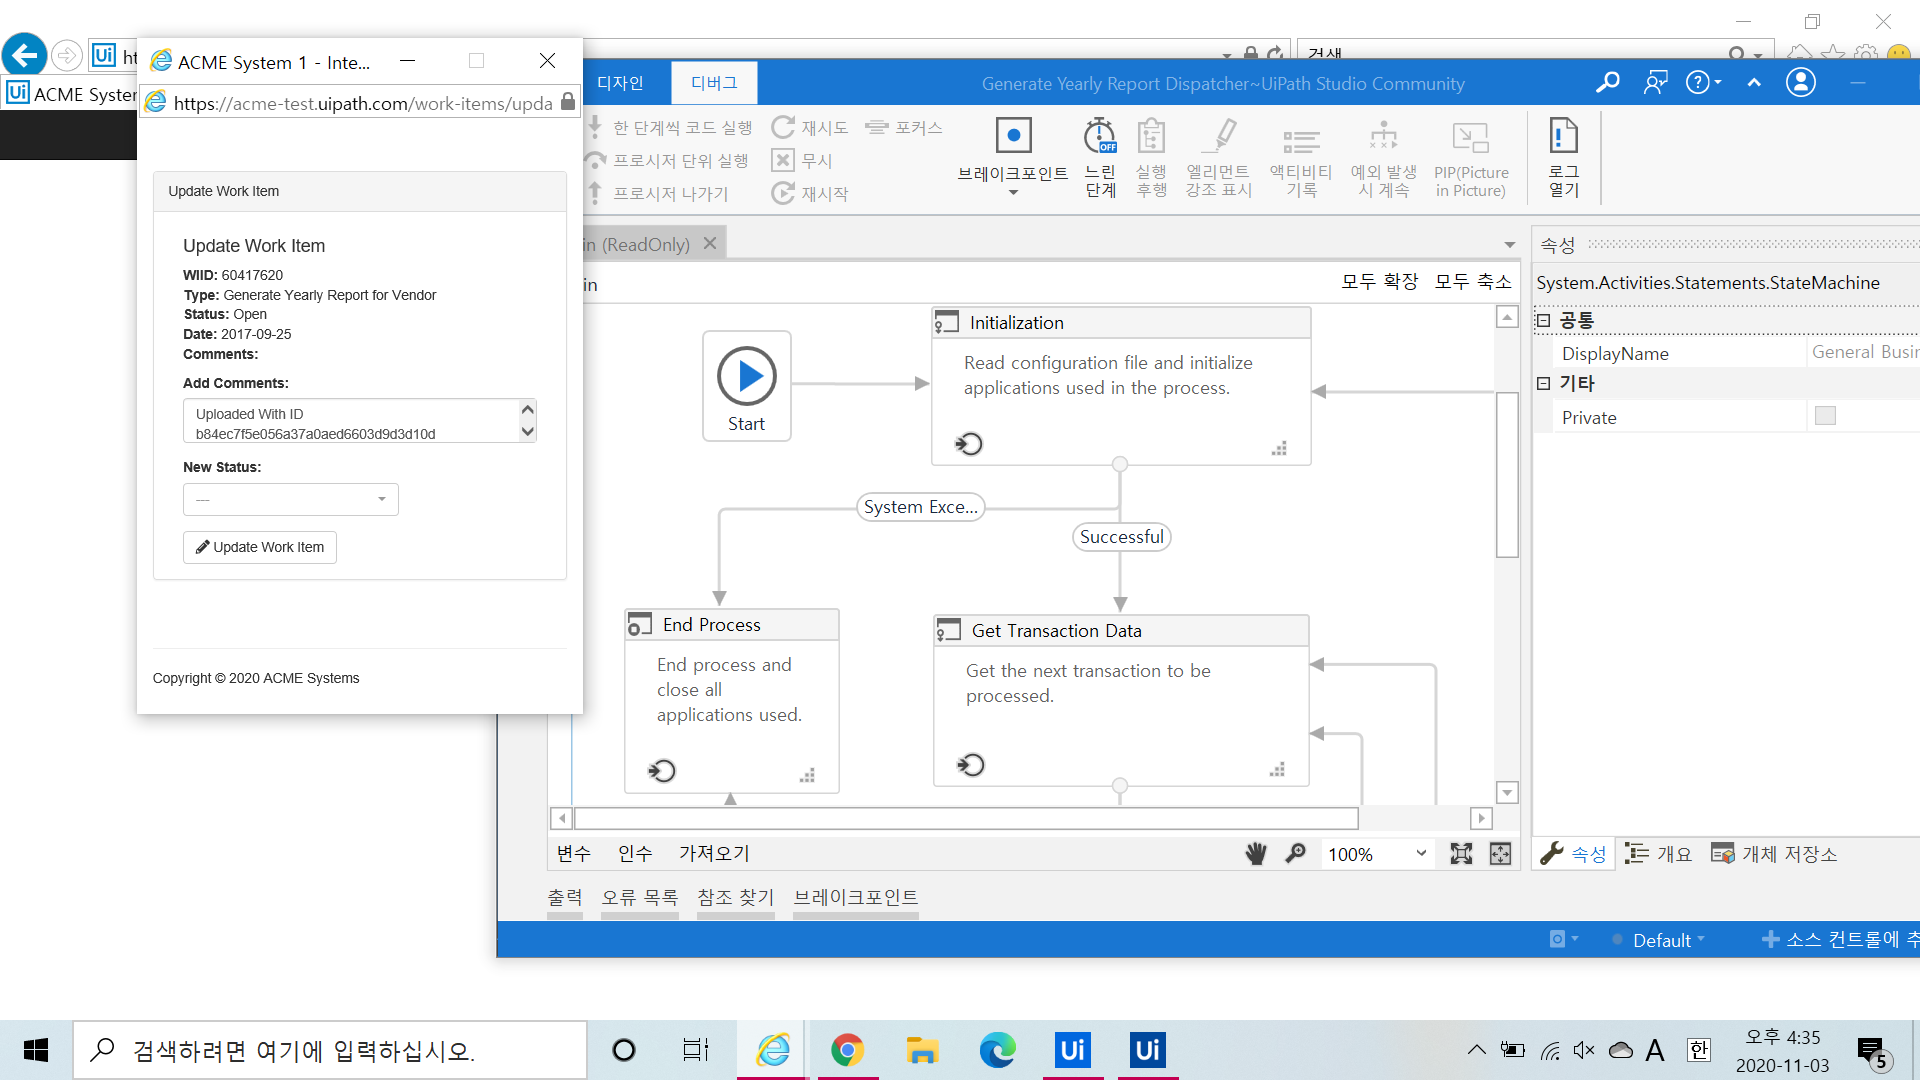 검색
ACME System 1 - Inte...
https://acme-test.uipath.com/work-items/upda
Ui
ht
Ui
ACME Syster
Update Work Item
Update Work Item
WIID: 60417620
Type: Generate Yearly Report for Vendor
Status: Open
Date: 2017-09-25
Comments:
Add Comments:
Uploaded With ID
b84ec7f5e056a37a0aed6603d9d3d10d
New Status:
---
Update Work Item
Copyright © 2020 ACME Systems
디자인
디버그
Generate Yearly Report Dispatcher~UiPath Studio Community
한 단계씩 코드 실행
프로시저 단위 실행
프로시저 나가기
재시도
무시
재시작
포커스
브레이크포인트
OFF
느린
단계
실행
후행
엘리먼트
강조 표시
액티비티
기록
예외 발생
시 계속
PIP(Picture
in Picture)
로그
열기
in (ReadOnly)
in
모두 확장
모두 축소
Start
Initialization
Read configuration file and initialize
applications used in the process.
System Exce...
Successful
End Process
End process and
close all
applications used.
Get Transaction Data
Get the next transaction to be
processed.
변수
인수
가져오기
100%
출력
오류 목록
참조 찾기
브레이크포인트
속성
System.Activities.Statements.StateMachine
공통
DisplayName
General Busin
기타
Private
속성
개요
개체 저장소
Default
소스 컨트롤에 추
검색하려면 여기에 입력하십시오.
Ui
Ui
A
한
오후 4:35
2020-11-03
5